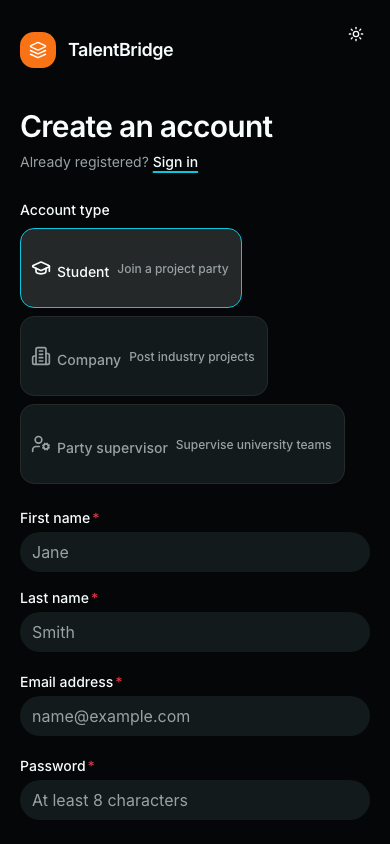 TalentBridge
Create an account
Already registered? Sign in
Account type
Student Join a project party
Company Post industry projects
Party supervisor Supervise university teams
First name*
Jane
Last name*
Smith
Email address*
name@example.com
Password*
At least 8 characters